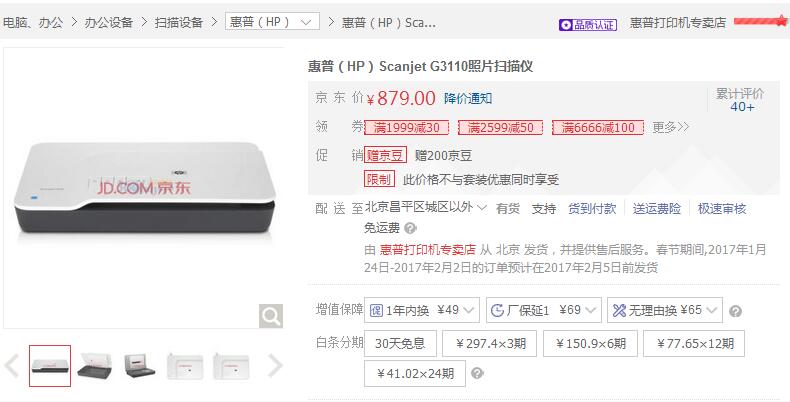 电脑、办公 > 办公设备 > 扫描设备 > 惠普（HP） > 惠普（HP）Sca...
品质认证 惠普打印机专卖店
惠普（HP）Scanjet G3110照片扫描仪
京东价 ￥879.00 降价通知
累计评价
40+
领券 满1999减30 满2599减50 满6666减100 更多>>
促销 赠京豆 赠200京豆
限制 此价格不与套装优惠同时享受
配送至 北京昌平区城区以外 有货 支持 货到付款 送运费险 极速审核
免运费
由 惠普打印机专卖店 从 北京 发货，并提供售后服务。春节期间,2017年1月
24日-2017年2月2日的订单预计在2017年2月5日前发货
增值保障 保 1年内换 ￥49 厂保延1 ￥69 无理由换 ￥65
白条分期 30天免息 ￥297.4×3期 ￥150.9×6期 ￥77.65×12期
￥41.02×24期
JD.COM京东
hp